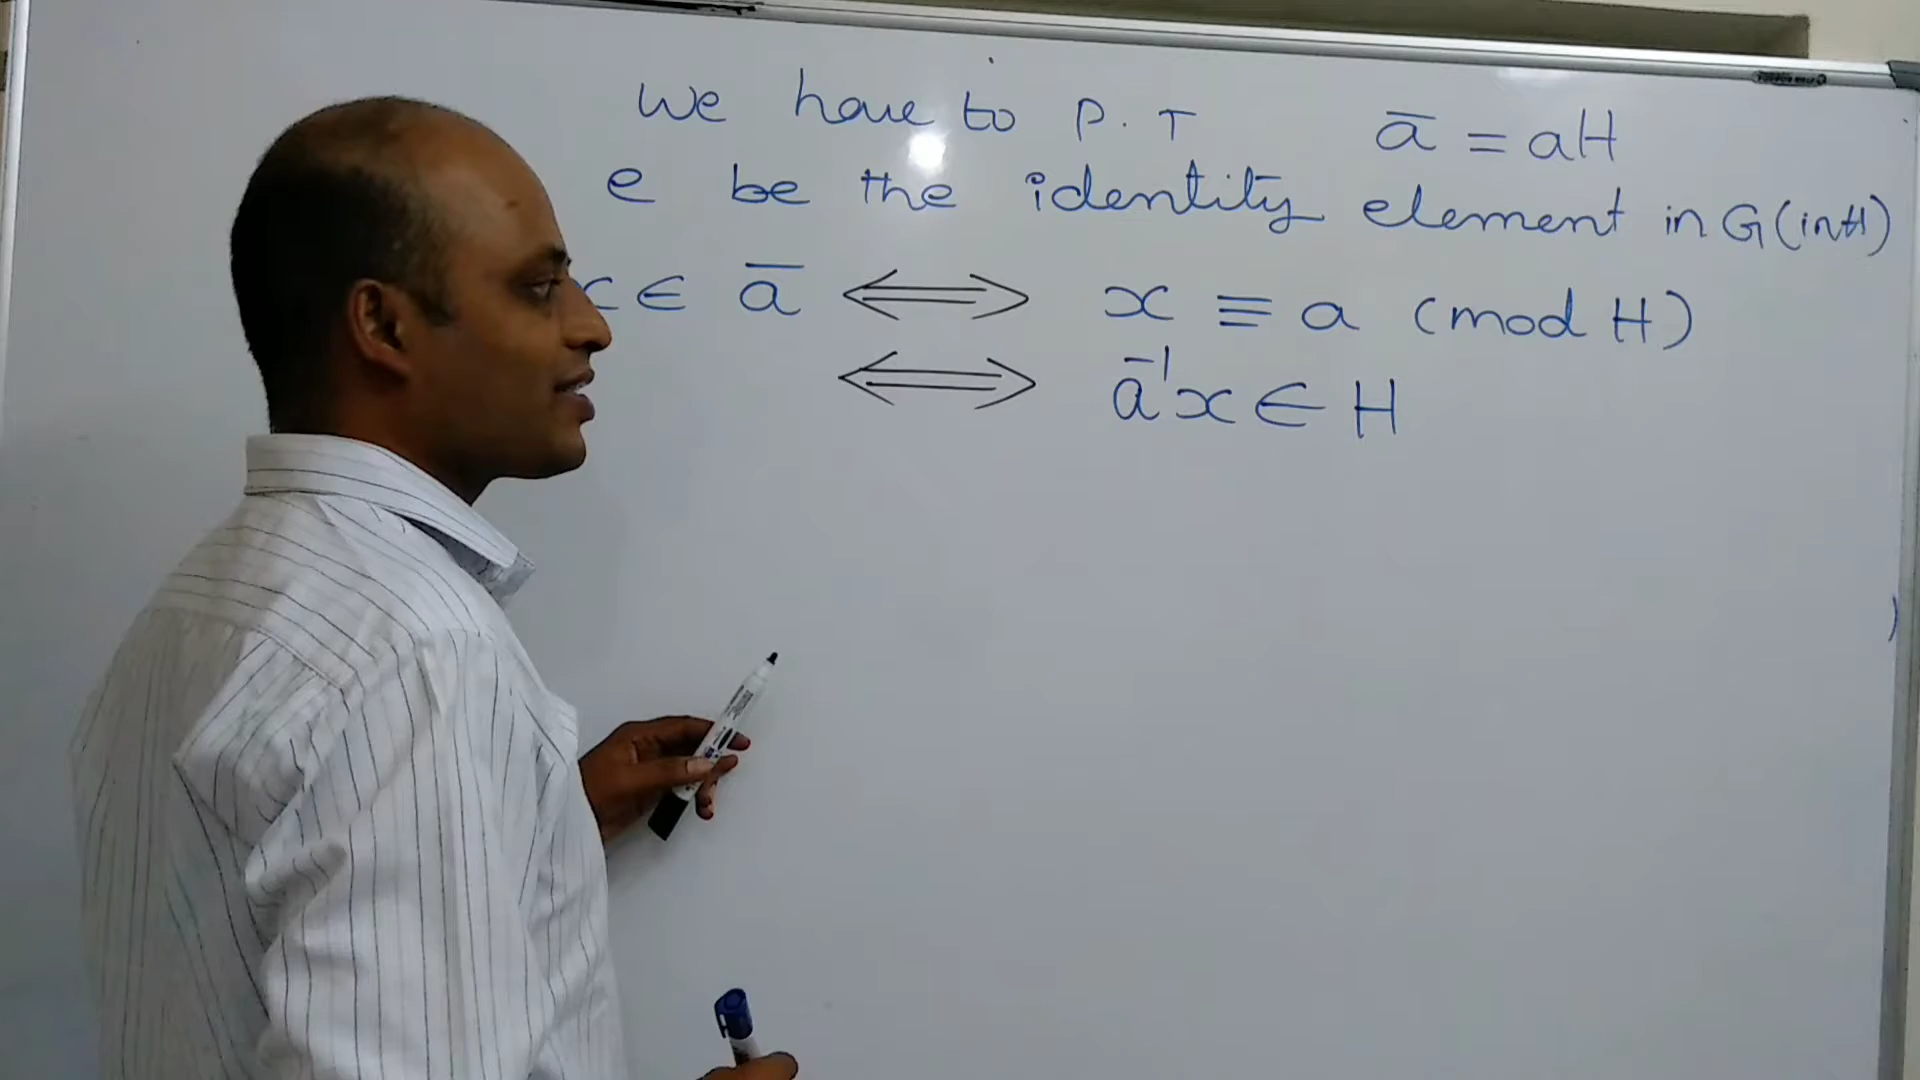 We have to P.T ā = aH
e be the identity element in G (in H)
x ∈ ā ⟺ x ≡ a (mod H)
⟺ a⁻¹x ∈ H